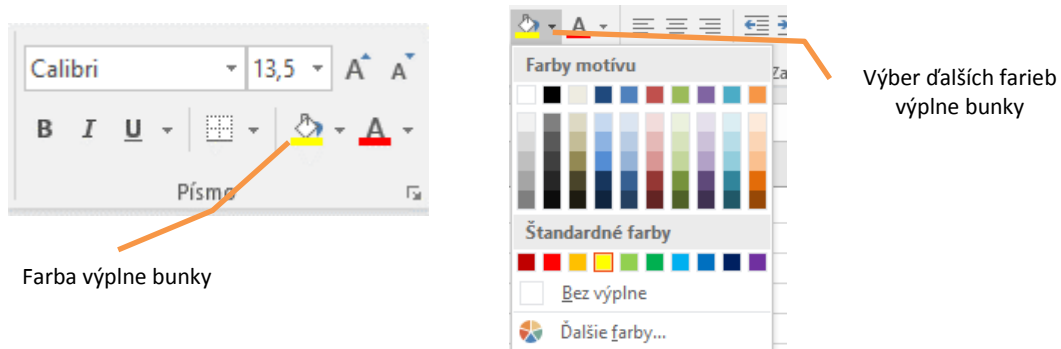 Calibri 13,5 A A
B I U A
Písmo
Farba výplne bunky
A
Farby motívu
Za
Štandardné farby
Bez výplne
Ďalšie farby...
Výber ďalších farieb
výplne bunky